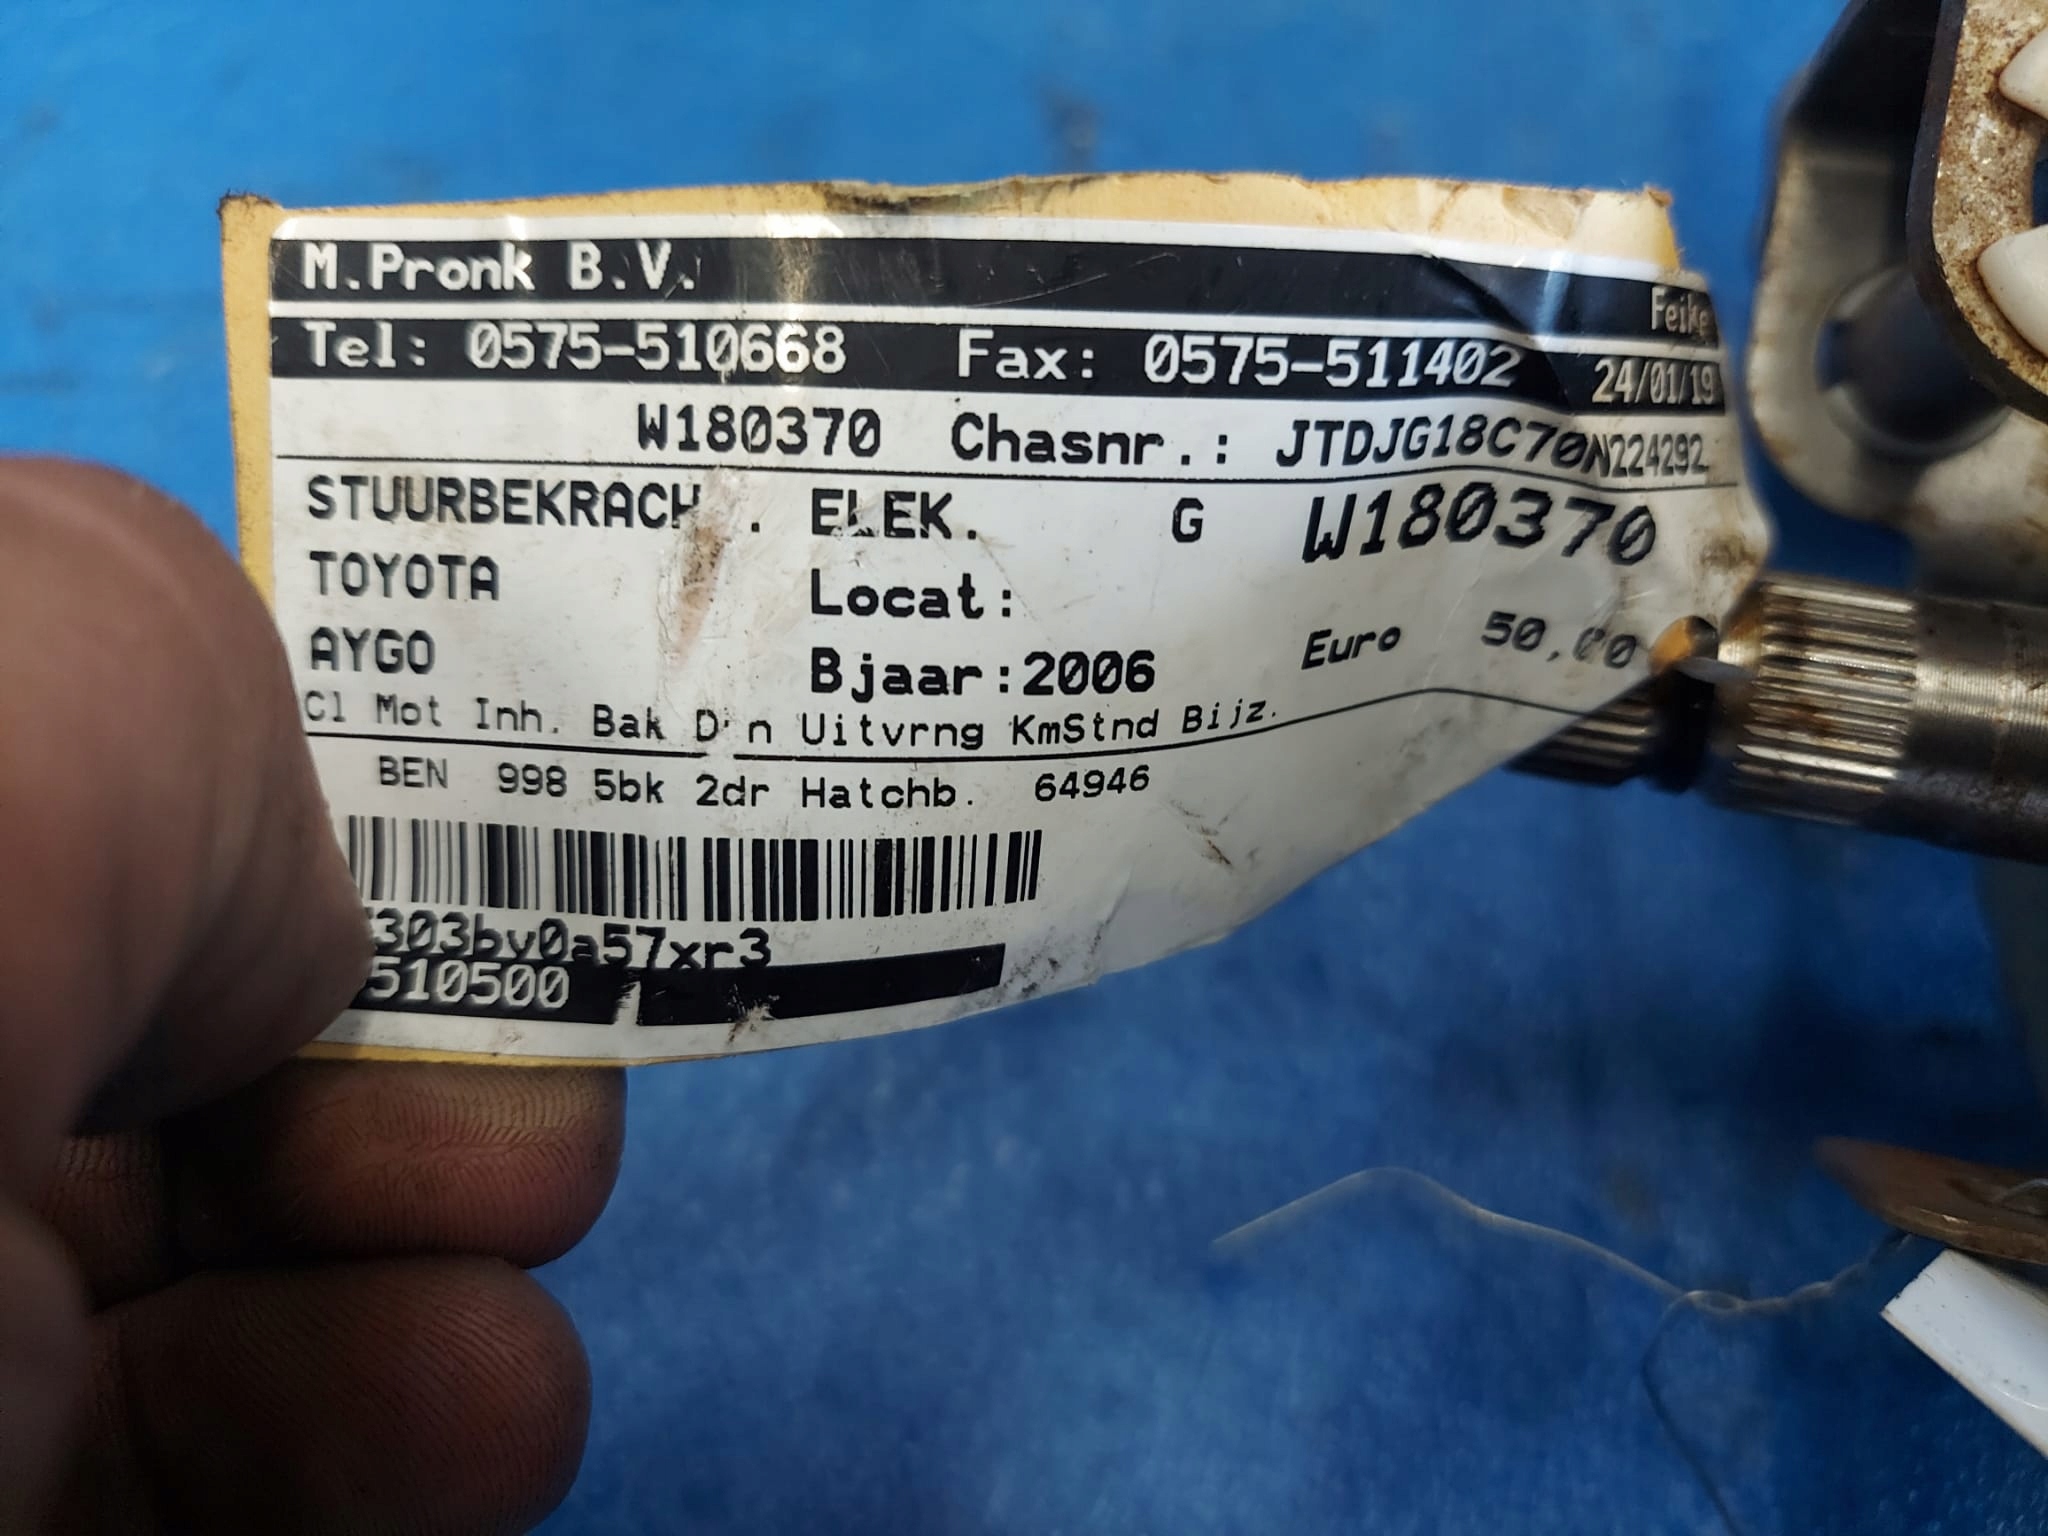 M.Pronk B.V. Feike
Tel: 0575-510668 Fax: 0575-511402 24/01/19
W180370 Chasnr.: JTDJG18C70N224292
STUURBEKRACH . ELEK. G W180370
TOYOTA Locat:
AYGO Bjaar:2006 Euro 50,00
Cl Mot Inh. Bak Uitvrng KmStnd Bijz.
BEN 998 5bk 2dr Hatchb. 64946
303bv0a57xr3
510500